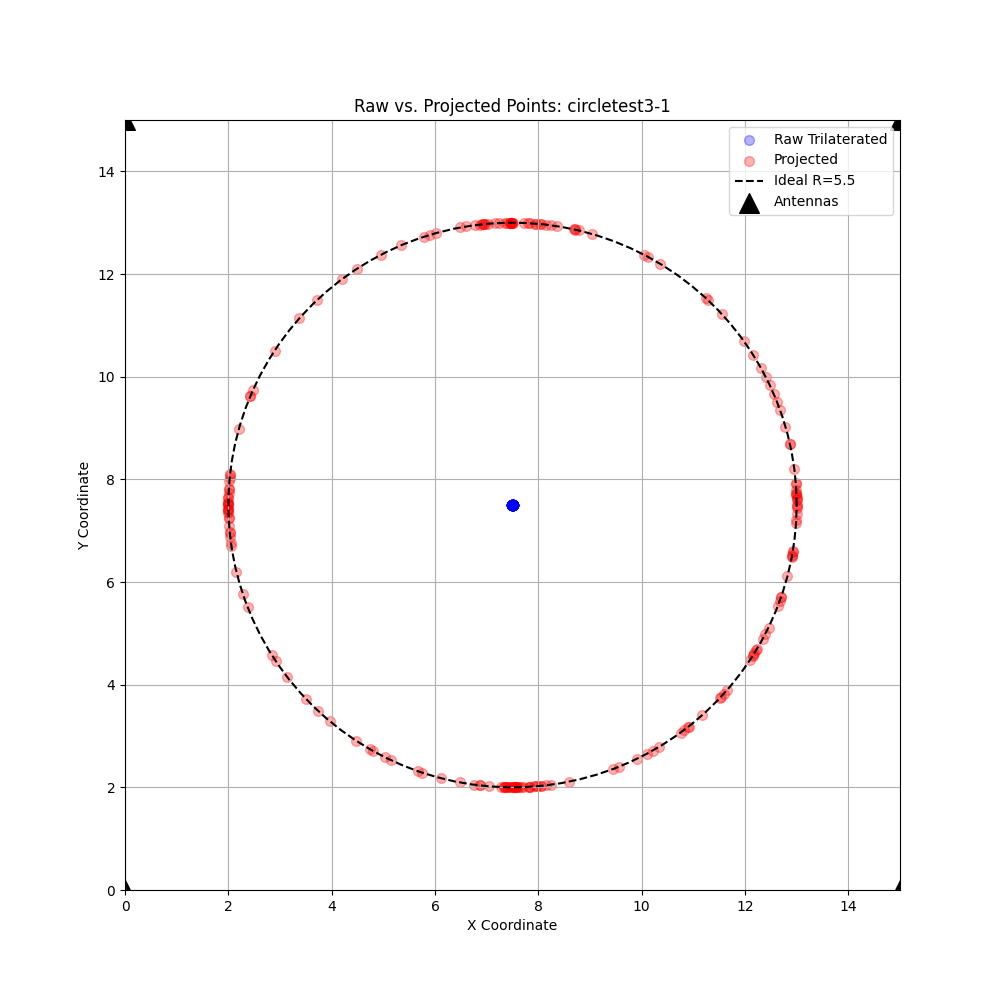 Raw vs. Projected Points: circletest3-1
Raw Trilaterated
Projected
Ideal R=5.5
Antennas
Y Coordinate
14
12
10
8
6
4
2
0
0 2 4 6 8 10 12 14
X Coordinate